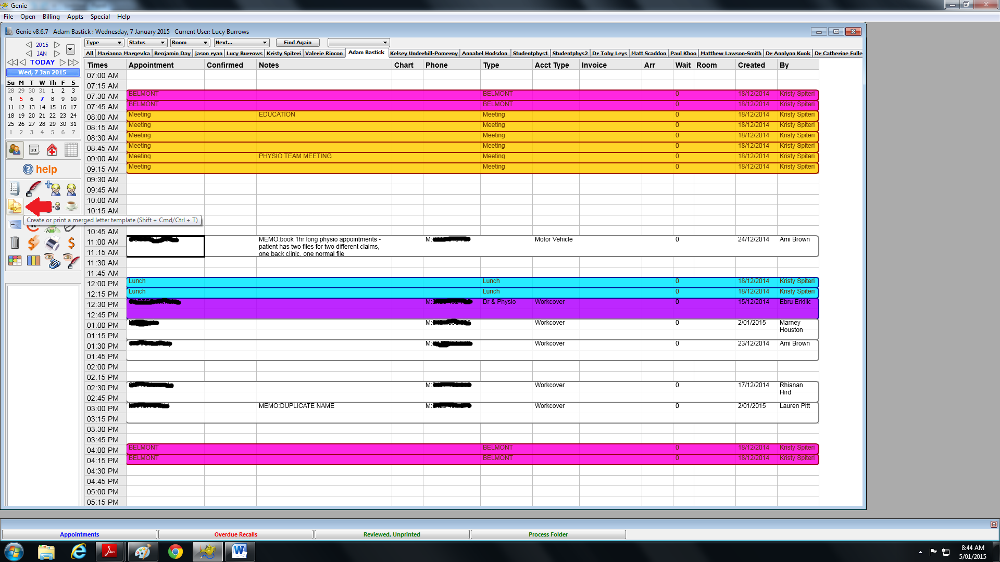 Genie
File Open Billing Appts Special Help
Genie v8.6.7 Adam Bastick : Wednesday, 7 January 2015 Current User: Lucy Burrows
2015
JAN
TODAY
Wed, 7 Jan 2015
Su M T W Th F S
28 29 30 31 1 2 3
4 5 6 7 8 9 10
11 12 13 14 15 16 17
18 19 20 21 22 23 24
25 26 27 28 29 30 31
1 2 3 4 5 6 7
31
help
Create or print a merged letter template (Shift + Cmd/Ctrl + T)
Type Status Room Next... Find Again
All Marianna Margevka Benjamin Day jason ryan Lucy Burrows Kristy Spiteri Valerie Rincon Adam Bastick Kelsey Underhill-Pomeroy Annabel Hodsdon Studentphys1 Studentphys2 Dr Toby Leys Matt Scaddon Paul Khoo Matthew Lawson-Smith Dr Annlynn Kuok Dr Catherine Fulle
Times Appointment Confirmed Notes Chart Phone Type Acct Type Invoice Arr Wait Room Created By
07:00 AM
07:15 AM
07:30 AM BELMONT BELMONT 0 18/12/2014 Kristy Spiteri
07:45 AM BELMONT BELMONT 0 18/12/2014 Kristy Spiteri
08:00 AM Meeting EDUCATION Meeting 0 18/12/2014 Kristy Spiteri
08:15 AM Meeting Meeting 0 18/12/2014 Kristy Spiteri
08:30 AM Meeting Meeting 0 18/12/2014 Kristy Spiteri
08:45 AM Meeting Meeting 0 18/12/2014 Kristy Spiteri
09:00 AM Meeting PHYSIO TEAM MEETING Meeting 0 18/12/2014 Kristy Spiteri
09:15 AM Meeting Meeting 0 18/12/2014 Kristy Spiteri
09:30 AM
09:45 AM
10:00 AM
10:15 AM
10:45 AM
11:00 AM MEMO:book 1hr long physio appointments - M: Motor Vehicle 0 24/12/2014 Ami Brown
patient has two files for two different claims,
11:15 AM one back clinic, one normal file
11:30 AM
11:45 AM
12:00 PM Lunch Lunch 0 18/12/2014 Kristy Spiteri
12:15 PM Lunch Lunch 0 18/12/2014 Kristy Spiteri
12:30 PM M: Dr & Physio Workcover 0 15/12/2014 Ebru Erkilic
12:45 PM
01:00 PM M: Workcover 0 2/01/2015 Marney
Houston
01:15 PM
01:30 PM M: Workcover 0 23/12/2014 Ami Brown
01:45 PM
02:00 PM
02:15 PM
02:30 PM M: Workcover 0 17/12/2014 Rhianan
Hird
02:45 PM
03:00 PM MEMO:DUPLICATE NAME M: Workcover 0 2/01/2015 Lauren Pitt
03:15 PM
03:30 PM
03:45 PM
04:00 PM BELMONT BELMONT 0 18/12/2014 Kristy Spiteri
04:15 PM BELMONT BELMONT 0 18/12/2014 Kristy Spiteri
04:30 PM
04:45 PM
05:00 PM
05:15 PM
Appointments Overdue Recalls Reviewed, Unprinted Process Folder
8:44 AM
5/01/2015